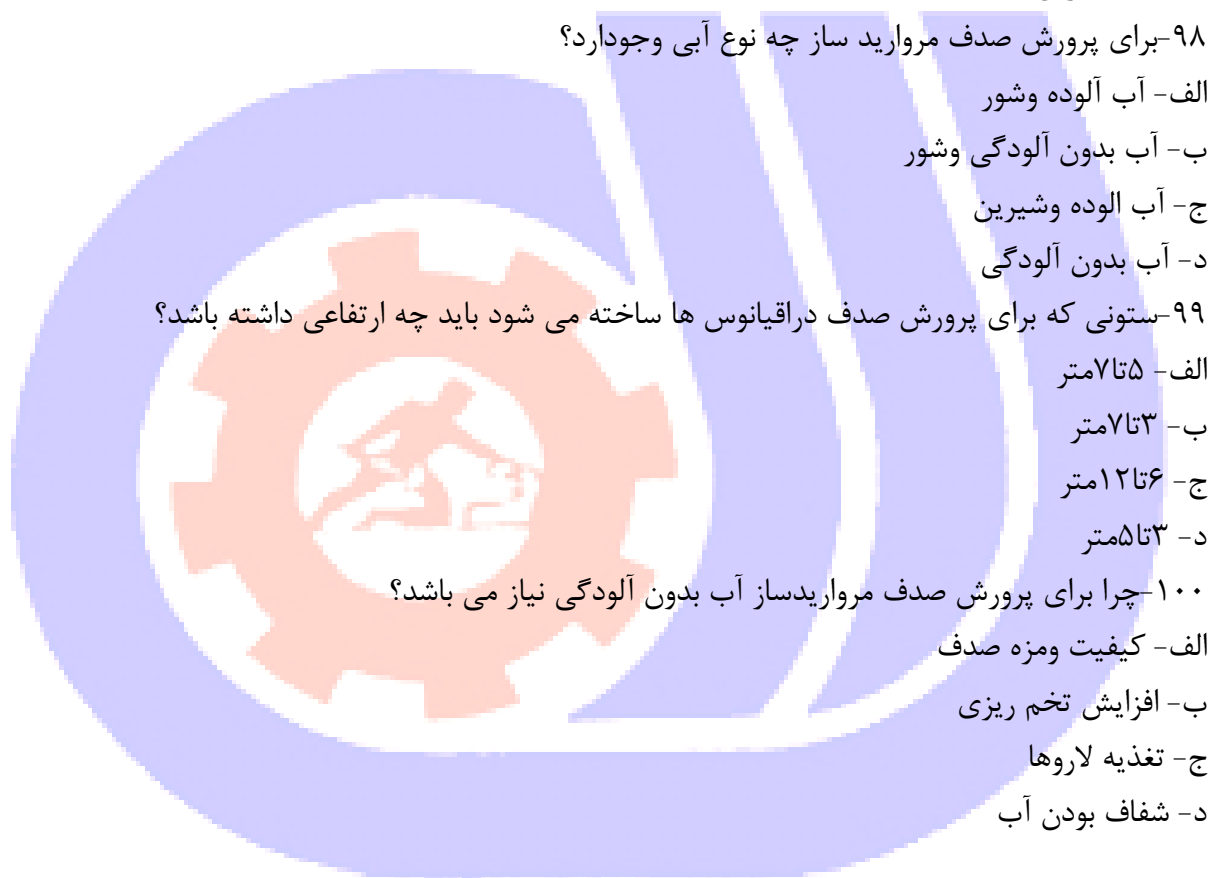 ۹۸-برای پرورش صدف مروارید ساز چه نوع آبی وجودارد؟
الف- آب آلوده وشور
ب- آب بدون آلودگی وشور
ج- آب الوده وشیرین
د- آب بدون آلودگی
۹۹-ستونی که برای پرورش صدف دراقیانوس ها ساخته می شود باید چه ارتفاعی داشته باشد؟
الف- ۵تا۷متر
ب- ۳تا۷متر
ج- ۶تا۱۲متر
د- ۳تا۵متر
۱۰۰-چرا برای پرورش صدف مرواریدساز آب بدون آلودگی نیاز می باشد؟
الف- کیفیت ومزه صدف
ب- افزایش تخم ریزی
ج- تغذیه لاروها
د- شفاف بودن آب